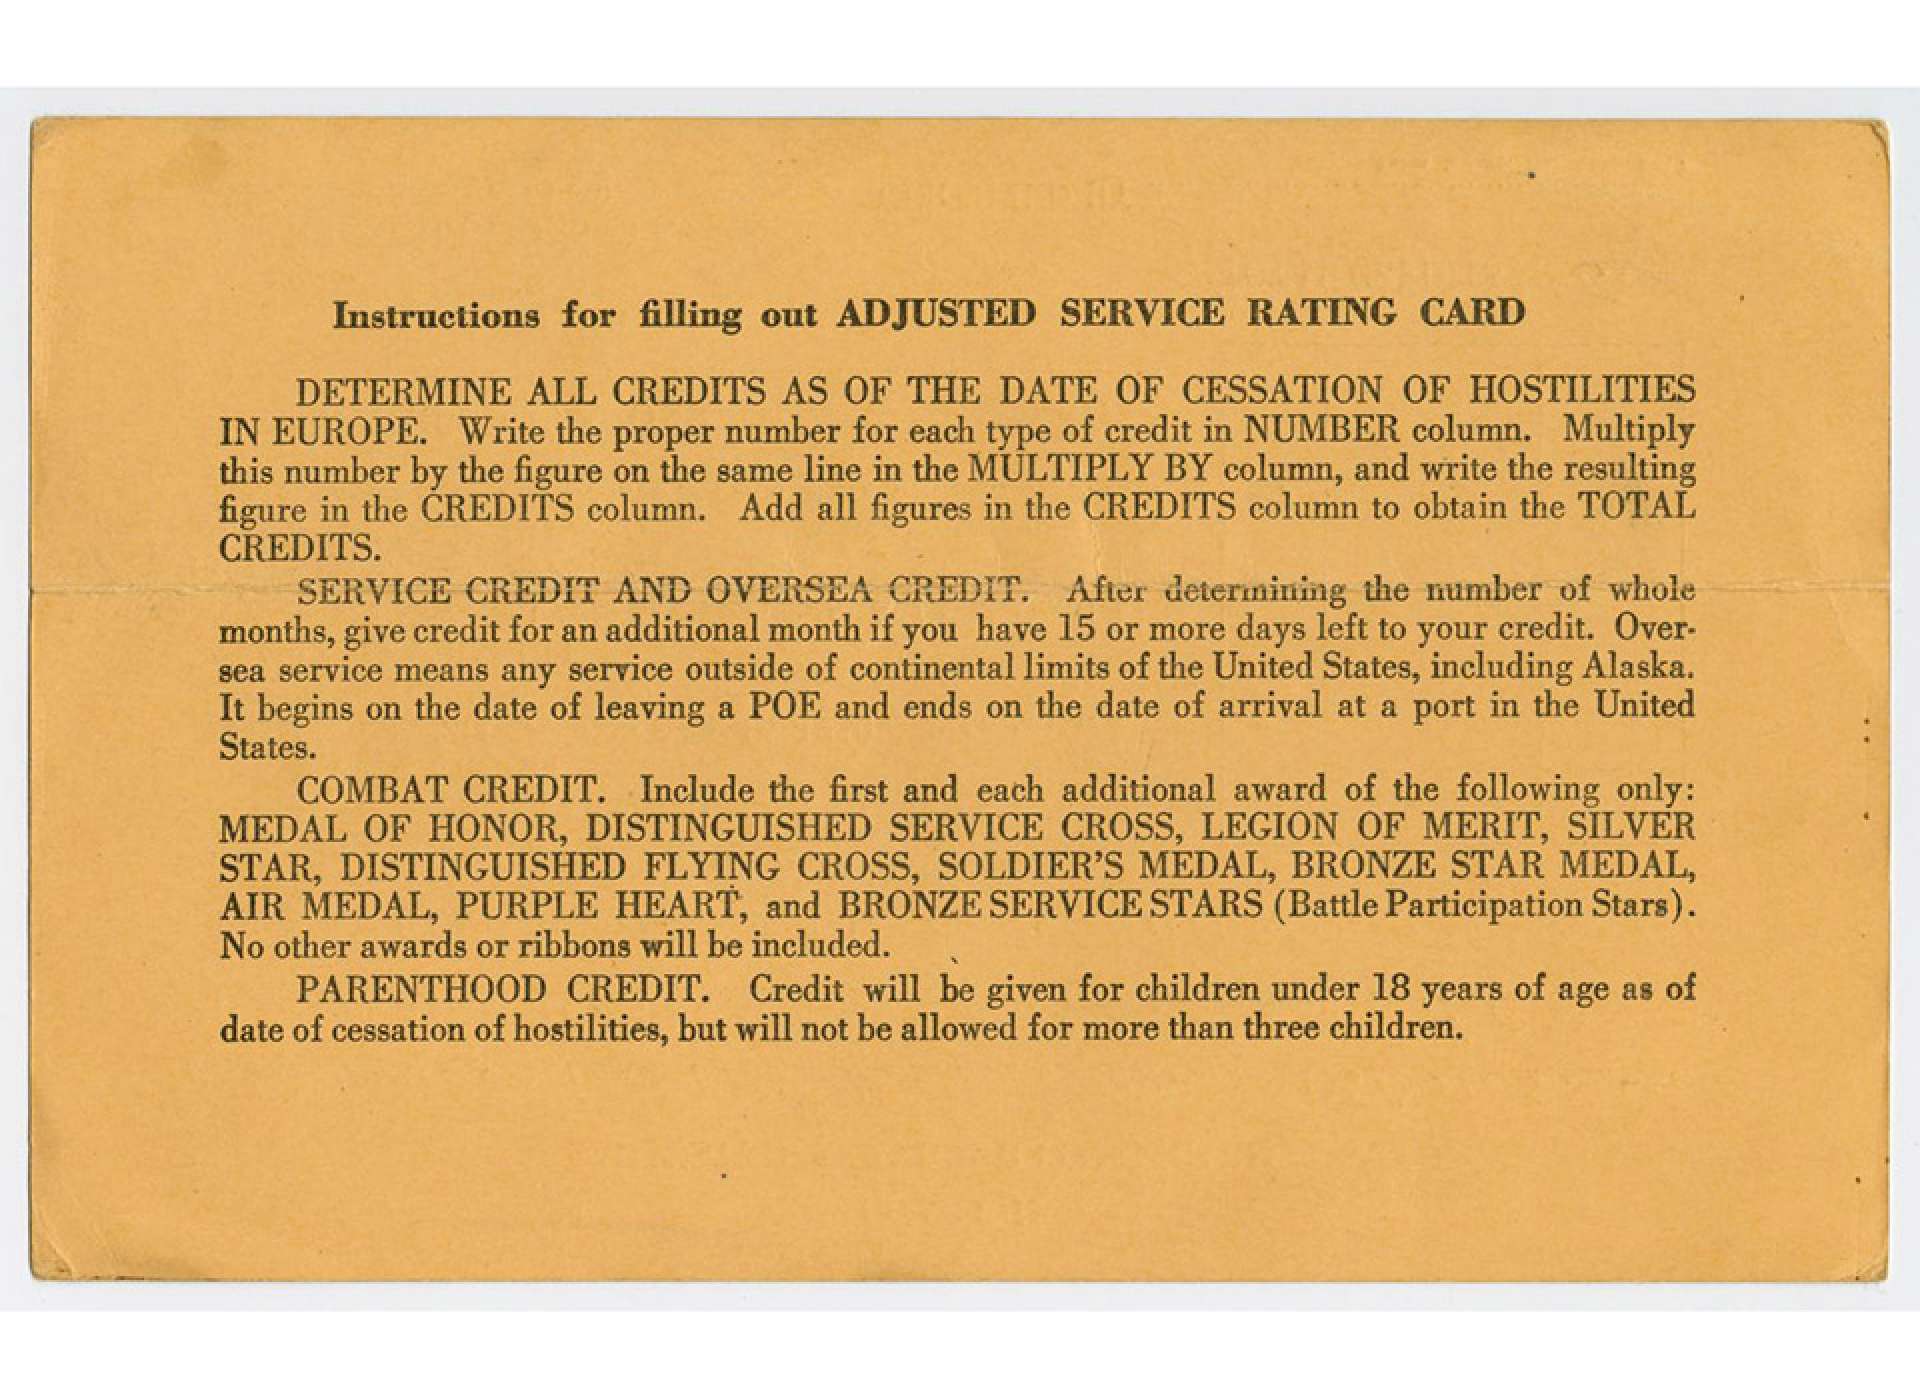 Instructions for filling out ADJUSTED SERVICE RATING CARD
DETERMINE ALL CREDITS AS OF THE DATE OF CESSATION OF HOSTILITIES
IN EUROPE. Write the proper number for each type of credit in NUMBER column. Multiply
this number by the figure on the same line in the MULTIPLY BY column, and write the resulting
figure in the CREDITS column. Add all figures in the CREDITS column to obtain the TOTAL
CREDITS.
SERVICE CREDIT AND OVERSEA CREDIT. After determining the number of whole
months, give credit for an additional month if you have 15 or more days left to your credit. Over-
sea service means any service outside of continental limits of the United States, including Alaska.
It begins on the date of leaving a POE and ends on the date of arrival at a port in the United
States.
COMBAT CREDIT. Include the first and each additional award of the following only:
MEDAL OF HONOR, DISTINGUISHED SERVICE CROSS, LEGION OF MERIT, SILVER
STAR, DISTINGUISHED FLYING CROSS, SOLDIER'S MEDAL, BRONZE STAR MEDAL,
AIR MEDAL, PURPLE HEART, and BRONZE SERVICE STARS (Battle Participation Stars).
No other awards or ribbons will be included.
PARENTHOOD CREDIT. Credit will be given for children under 18 years of age as of
date of cessation of hostilities, but will not be allowed for more than three children.